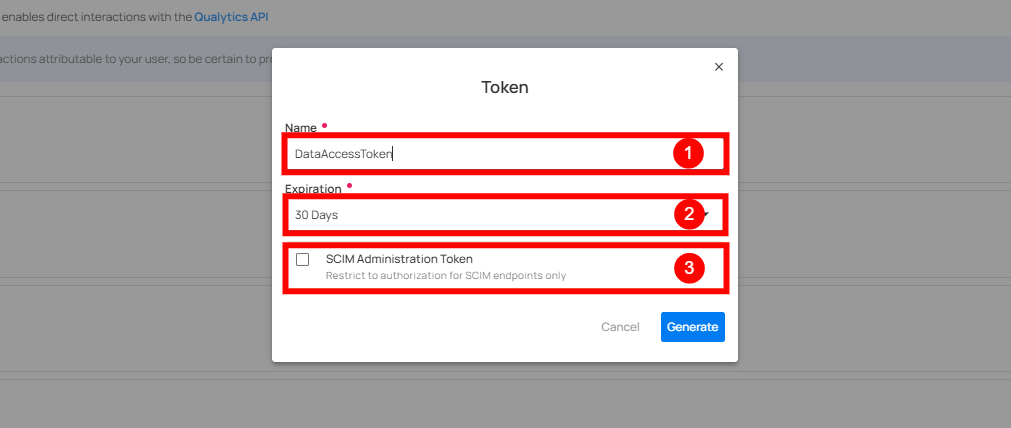 enables direct interactions with the Qualytics API
ctions attributable to your user, so be certain to pr
Token
Name
DataAccessToken
1
Expiration
30 Days
2
SCIM Administration Token
Restrict to authorization for SCIM endpoints only
3
Cancel
Generate